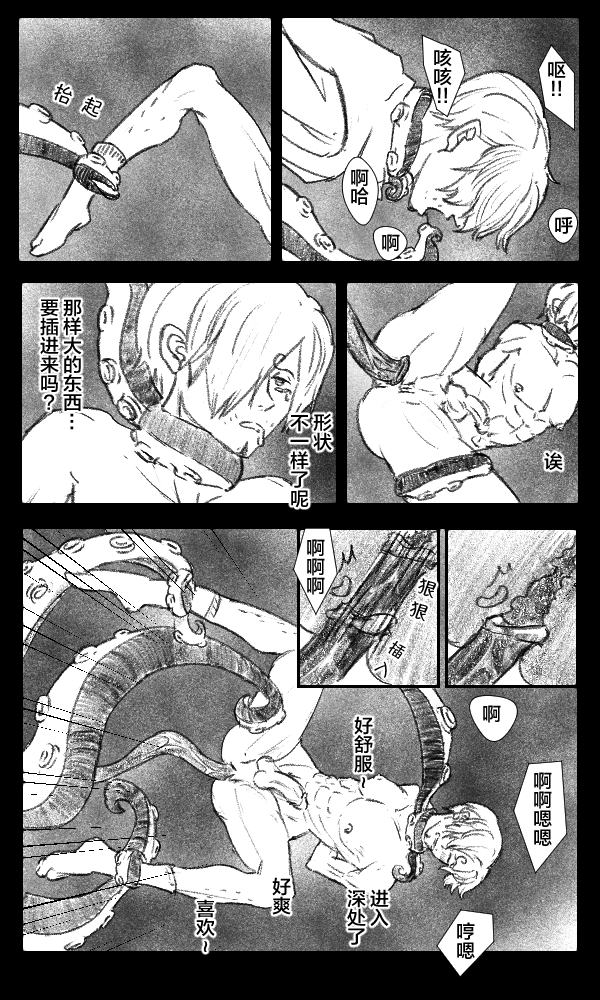 呕!!
咳咳!!
啊哈
啊
呼
抬起
诶
形状
不一样了呢
那样大的东西…
要插进来吗？
啊啊啊
狠狠
插入
啊
啊啊嗯嗯
好舒服~
进入
深处了
好爽
喜欢~
哼嗯